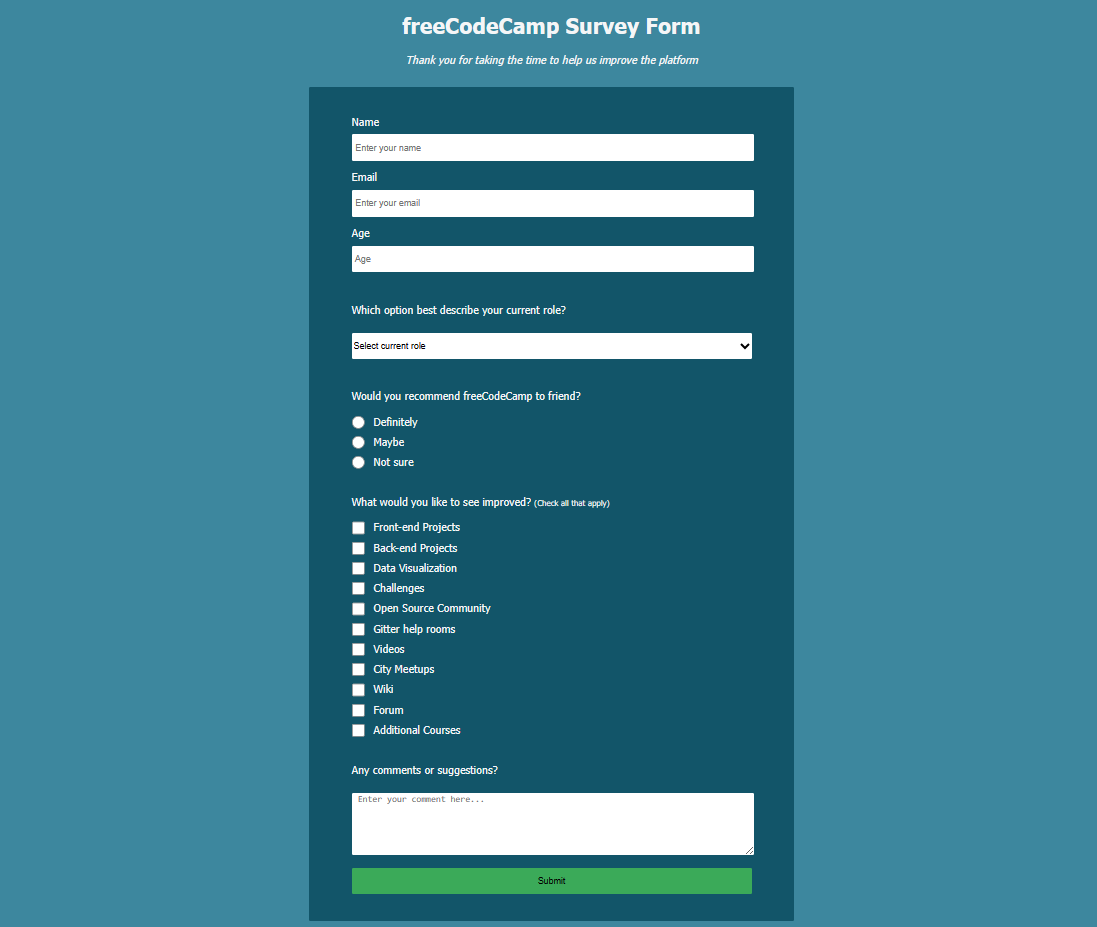 freeCodeCamp Survey Form
Thank you for taking the time to help us improve the platform
Name
Enter your name
Email
Enter your email
Age
Age
Which option best describe your current role?
Select current role
Would you recommend freeCodeCamp to friend?
Definitely
Maybe
Not sure
What would you like to see improved? (Check all that apply)
Front-end Projects
Back-end Projects
Data Visualization
Challenges
Open Source Community
Gitter help rooms
Videos
City Meetups
Wiki
Forum
Additional Courses
Any comments or suggestions?
Enter your comment here...
Submit